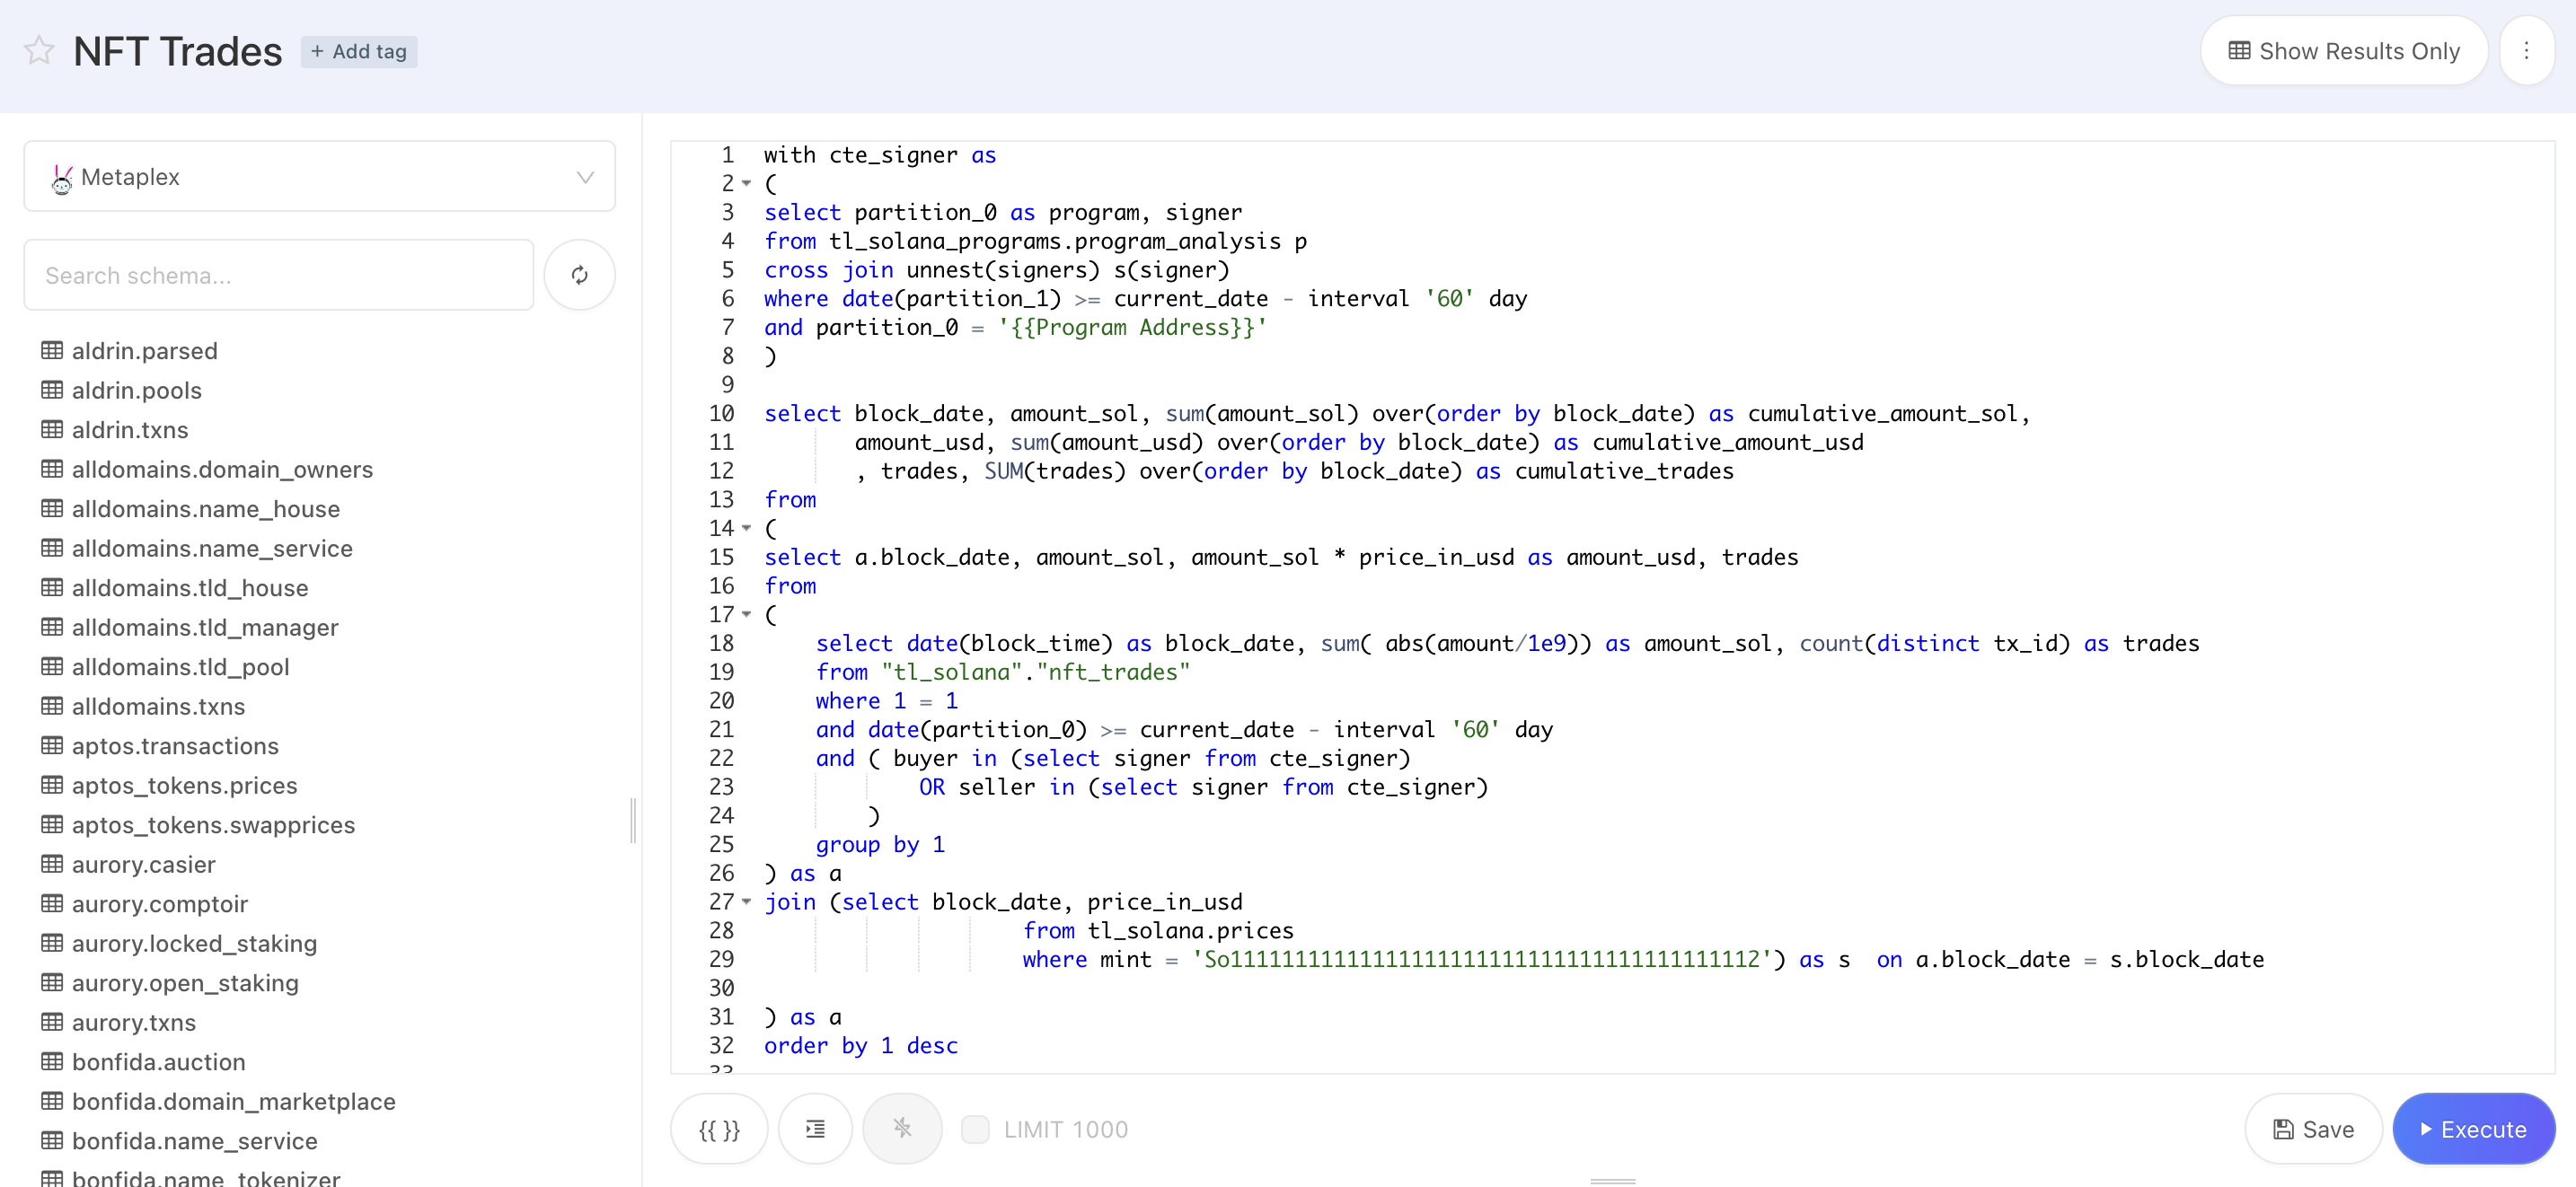 NFT Trades
+ Add tag
Show Results Only
Metaplex
Search schema...
aldrin.parsed
aldrin.pools
aldrin.txns
alldomains.domain_owners
alldomains.name_house
alldomains.name_service
alldomains.tld_house
alldomains.tld_manager
alldomains.tld_pool
alldomains.txns
aptos.transactions
aptos_tokens.prices
aptos_tokens.swapprices
aurory.casier
aurory.comptoir
aurory.locked_staking
aurory.open_staking
aurory.txns
bonfida.auction
bonfida.domain_marketplace
bonfida.name_service
bonfida.name_tokenizer
1 with cte_signer as
2 (
3 select partition_0 as program, signer
4 from tl_solana_programs.program_analysis p
5 cross join unnest(signers) s(signer)
6 where date(partition_1) >= current_date - interval '60' day
7 and partition_0 = '{{Program Address}}'
8 )
9
10 select block_date, amount_sol, sum(amount_sol) over(order by block_date) as cumulative_amount_sol,
11 amount_usd, sum(amount_usd) over(order by block_date) as cumulative_amount_usd
12 , trades, SUM(trades) over(order by block_date) as cumulative_trades
13 from
14 (
15 select a.block_date, amount_sol, amount_sol * price_in_usd as amount_usd, trades
16 from
17 (
18 select date(block_time) as block_date, sum( abs(amount/1e9)) as amount_sol, count(distinct tx_id) as trades
19 from "tl_solana"."nft_trades"
20 where 1 = 1
21 and date(partition_0) >= current_date - interval '60' day
22 and ( buyer in (select signer from cte_signer)
23 OR seller in (select signer from cte_signer)
24 )
25 group by 1
26 ) as a
27 join (select block_date, price_in_usd
28 from tl_solana.prices
29 where mint = 'So11111111111111111111111111111111111111112') as s on a.block_date = s.block_date
30
31 ) as a
32 order by 1 desc
33
{{ }}
LIMIT 1000
Save
Execute